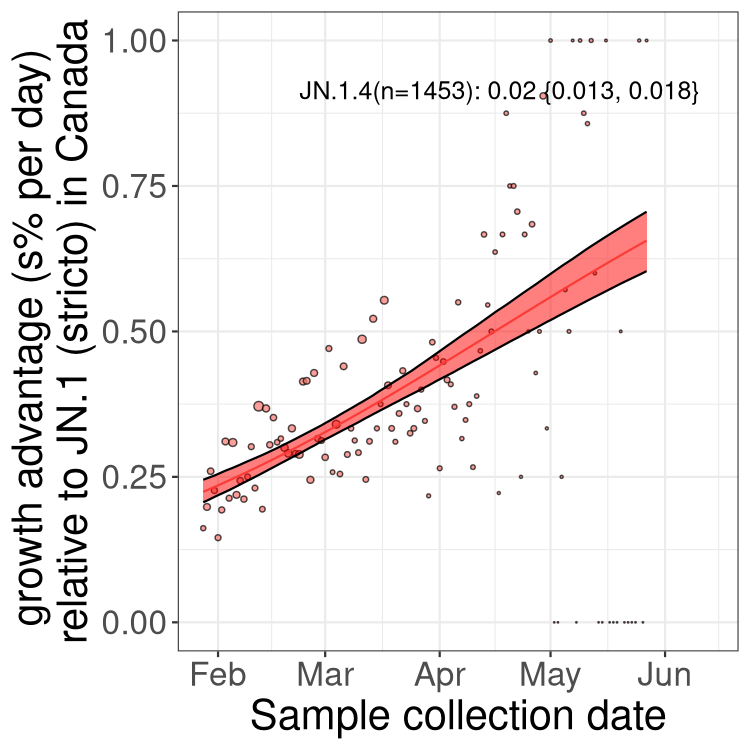 growth advantage (s% per day)
relative to JN.1 (stricto) in Canada
1.00
0.75
0.50
0.25
0.00
JN.1.4(n=1453): 0.02 {0.013, 0.018}
Feb Mar Apr May Jun
Sample collection date